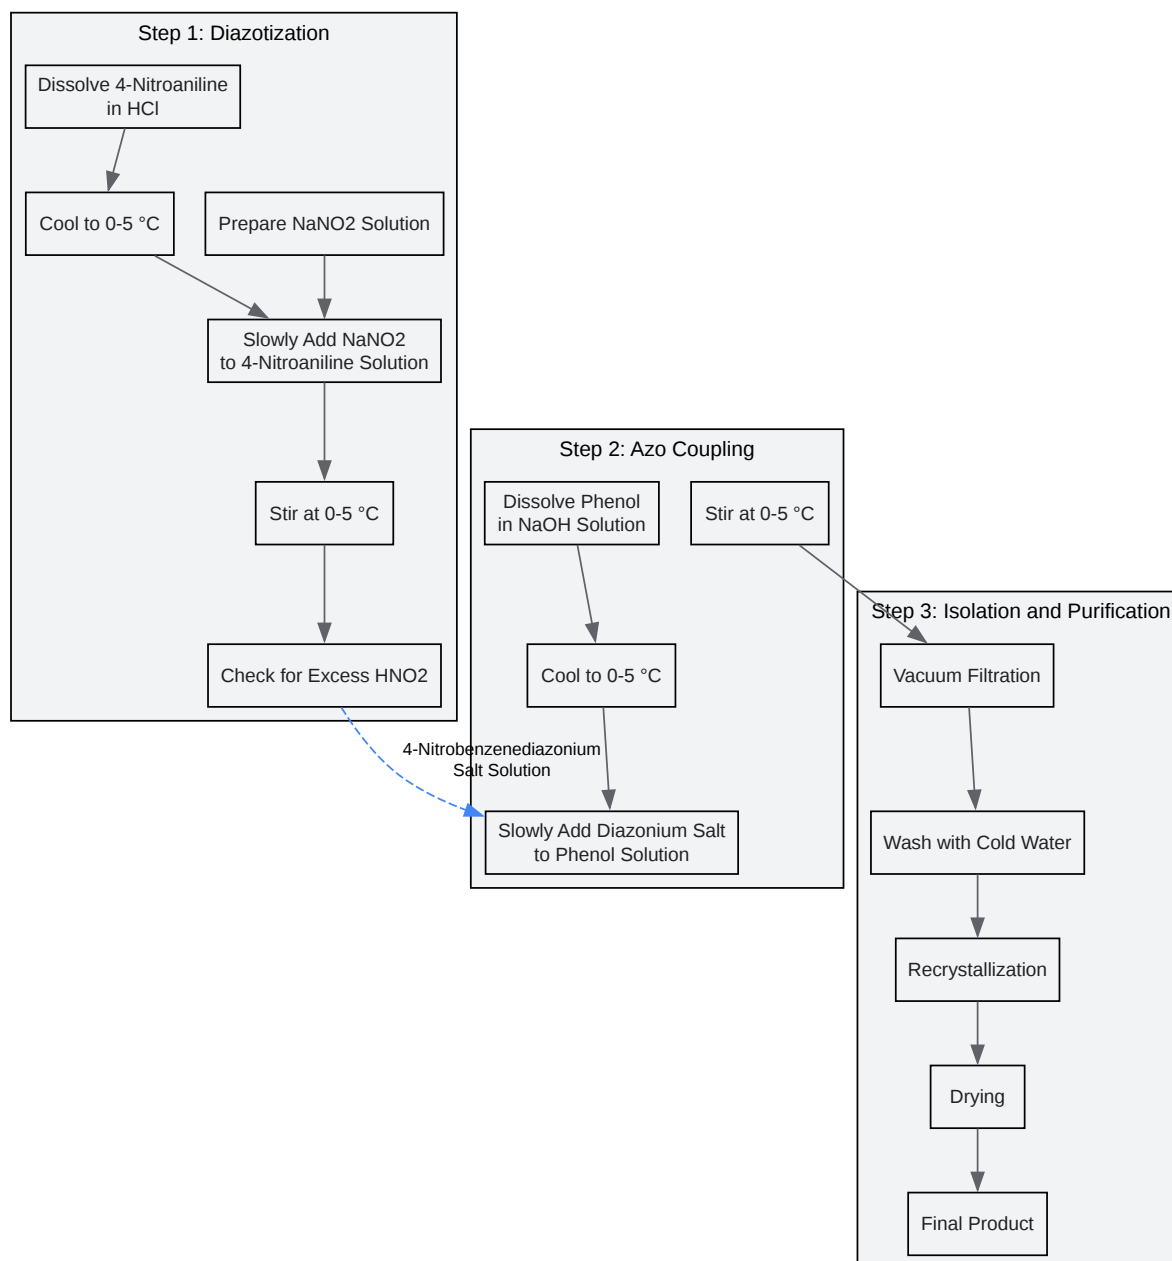 Step 1: Diazotization
Dissolve 4-Nitroaniline
in HCl
Cool to 0-5 °C
Prepare NaNO2 Solution
Slowly Add NaNO2
to 4-Nitroaniline Solution
Stir at 0-5 °C
Check for Excess HNO2
4-Nitrobenzenediazonium
Salt Solution
Step 2: Azo Coupling
Dissolve Phenol
in NaOH Solution
Stir at 0-5 °C
Cool to 0-5 °C
Slowly Add Diazonium Salt
to Phenol Solution
Step 3: Isolation and Purification
Vacuum Filtration
Wash with Cold Water
Recrystallization
Drying
Final Product